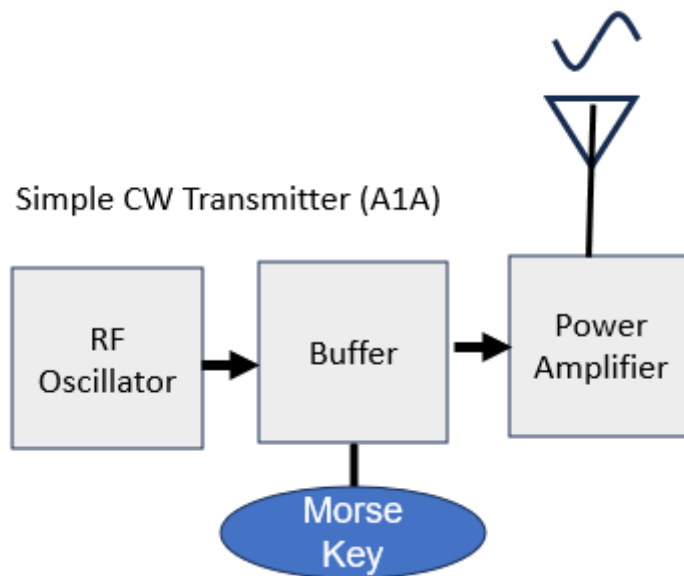 Simple CW Transmitter (A1A)
RF
Oscillator
Buffer
Power
Amplifier
Morse
Key